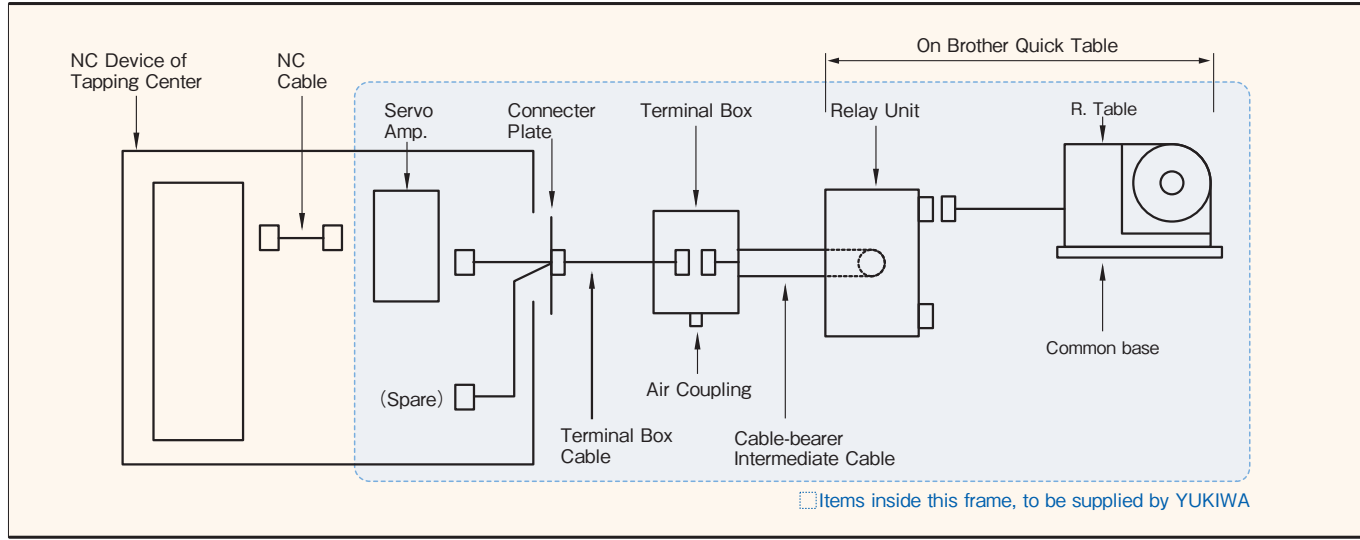 On Brother Quick Table
NC Device of
Tapping Center
NC
Cable
Servo
Amp.
Connecter
Plate
Terminal Box
Relay Unit
R. Table
(Spare)
Air Coupling
Common base
Terminal Box
Cable
Cable-bearer
Intermediate Cable
Items inside this frame, to be supplied by YUKIWA